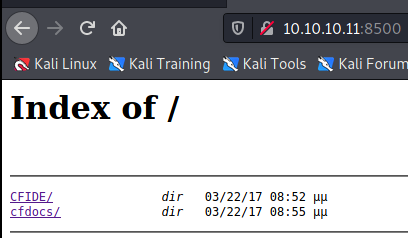 10.10.10.11:8500
Kali Linux Kali Training Kali Tools Kali Forum
Index of /
CFIDE/ dir 03/22/17 08:52 μμ
cfdocs/ dir 03/22/17 08:55 μμ